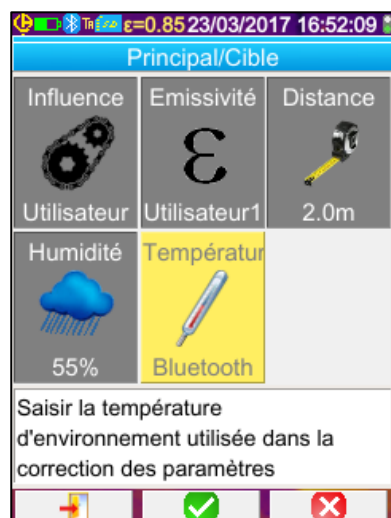 ε=0.85 23/03/2017 16:52:09
Principal/Cible
Influence Emissivité Distance
ε
Utilisateur Utilisateur1 2.0m
Humidité Températur
55% Bluetooth
Saisir la température
d'environnement utilisée dans la
correction des paramètres